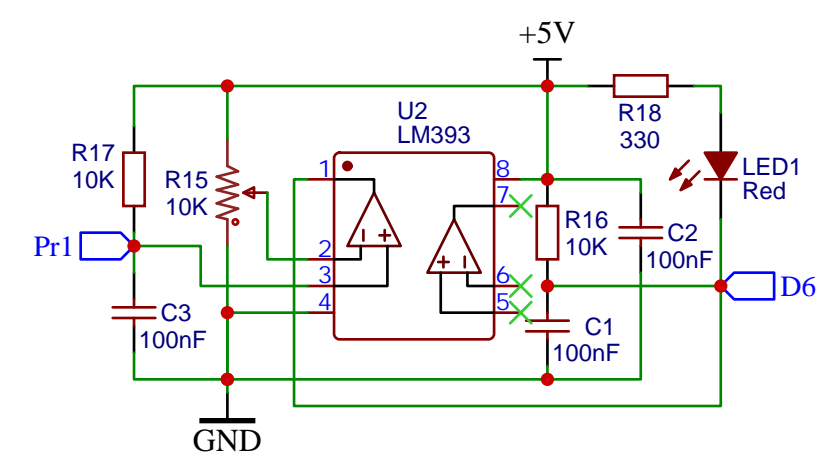 +5V
U2
LM393
R18
330
R17
10K
R15
10K
1
8
7
LED1
Red
R16
10K
C2
100nF
Pr1
2
3
4
6
5
D6
C3
100nF
C1
100nF
GND